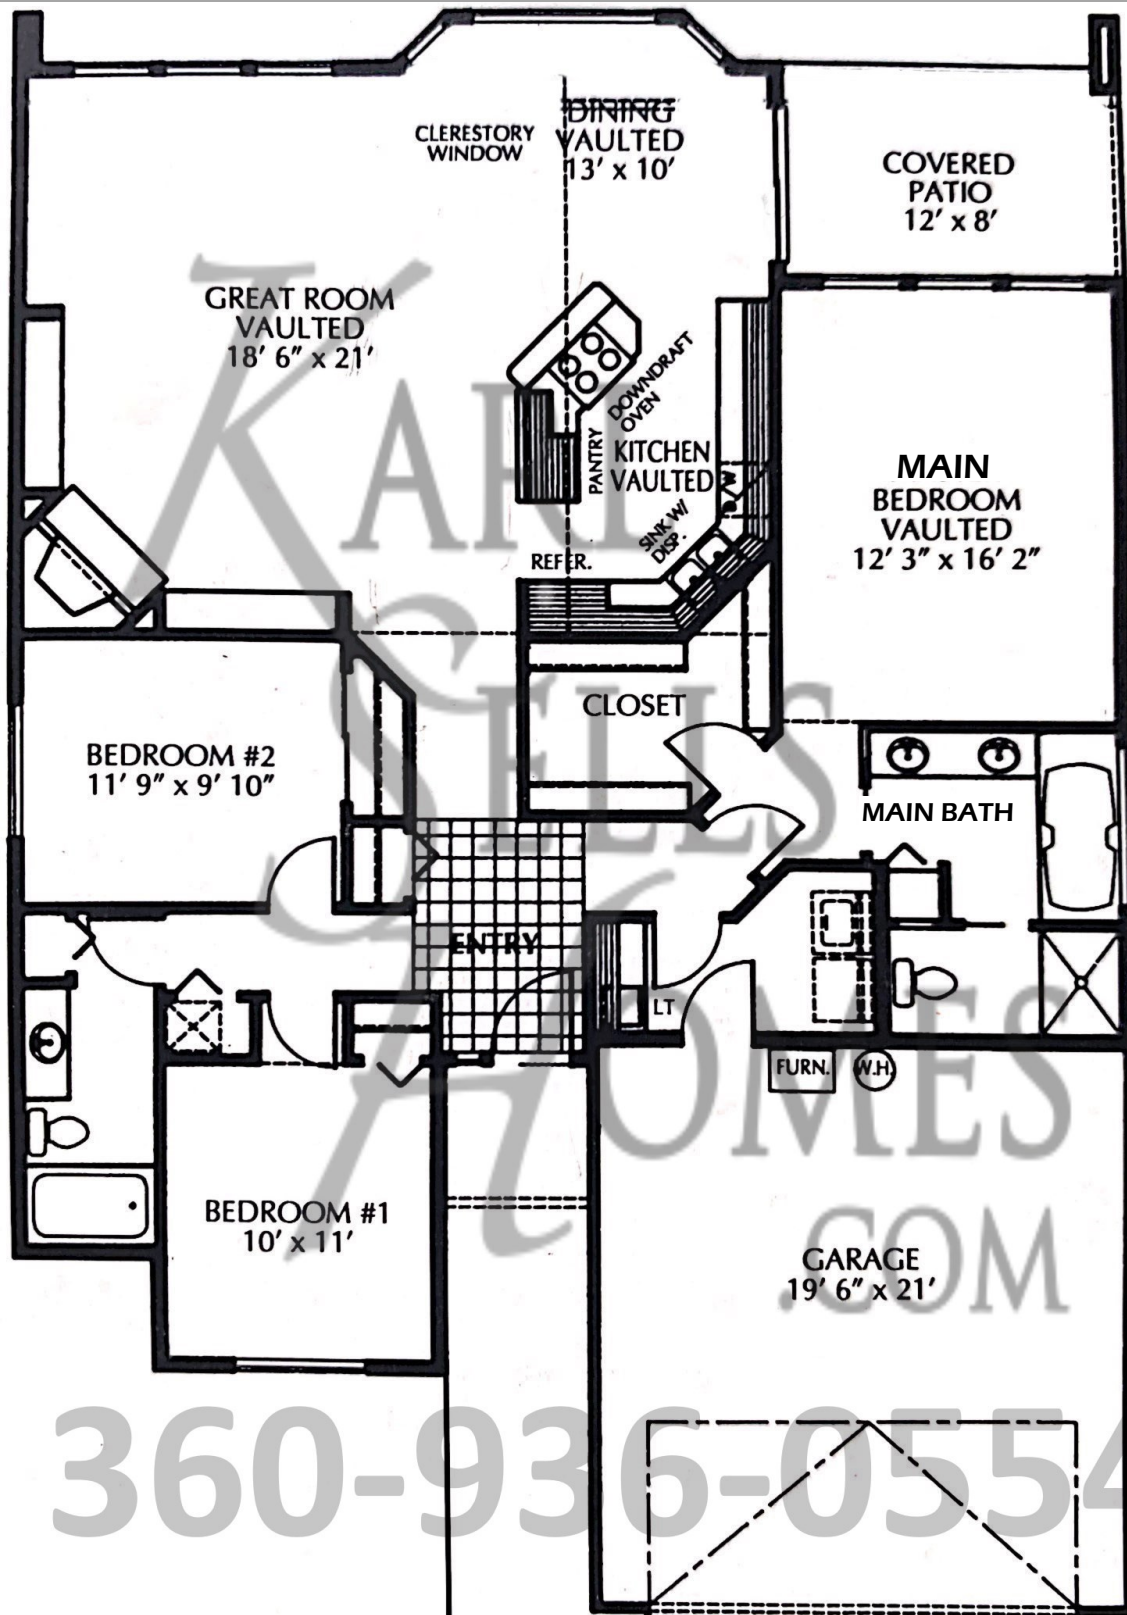 CLERESTORY
WINDOW
DINING
VAULTED
13' x 10'
COVERED
PATIO
12' x 8'
GREAT ROOM
VAULTED
18' 6" x 21'
DOWNDRAFT
OVEN
PANTRY
KITCHEN
VAULTED
SINK W/
DISP.
REFER.
MAIN
BEDROOM
VAULTED
12' 3" x 16' 2"
CLOSET
BEDROOM #2
11' 9" x 9' 10"
MAIN BATH
ENTRY
LT
FURN.
W.H.
BEDROOM #1
10' x 11'
GARAGE
19' 6" x 21'
KARL
SELLS
HOMES
.COM
360-936-0554